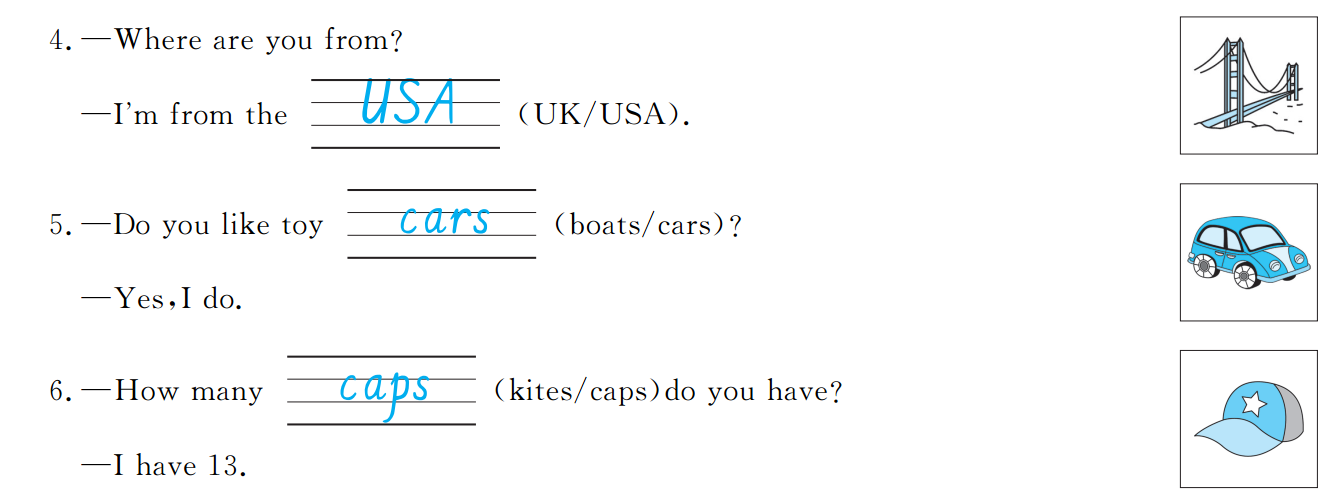 4. —Where are you from?
—I'm from the USA (UK/USA).
5. —Do you like toy cars (boats/cars)?
—Yes, I do.
6. —How many caps (kites/caps) do you have?
—I have 13.